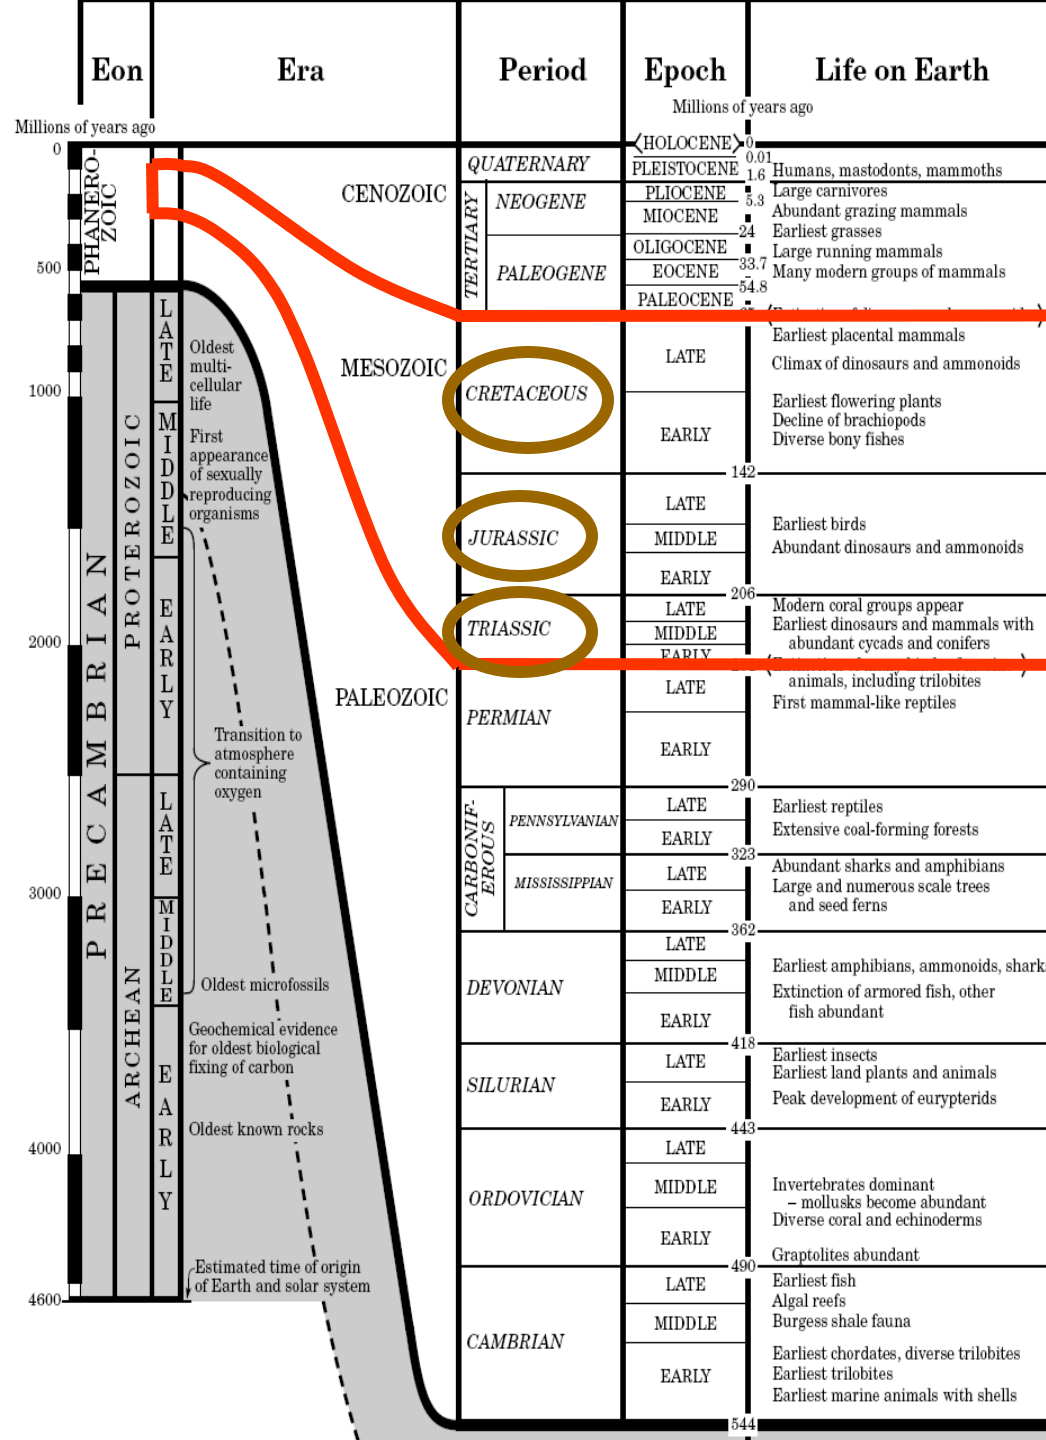 Eon
Era
Period
Epoch
Life on Earth
Millions of years ago
Millions of years ago
0
500
1000
2000
3000
4000
4600
PHANERO-
ZOIC
PRECAMBRIAN
PROTEROZOIC
ARCHEAN
LATE
MIDDLE
EARLY
LATE
MIDDLE
EARLY
Oldest
multi-
cellular
life
First
appearance
of sexually
reproducing
organisms
Transition to
atmosphere
containing
oxygen
Oldest microfossils
Geochemical evidence
for oldest biological
fixing of carbon
Oldest known rocks
Estimated time of origin
of Earth and solar system
CENOZOIC
MESOZOIC
PALEOZOIC
QUATERNARY
TERTIARY
NEOGENE
PALEOGENE
CRETACEOUS
JURASSIC
TRIASSIC
PERMIAN
CARBONIF-
EROUS
PENNSYLVANIAN
MISSISSIPPIAN
DEVONIAN
SILURIAN
ORDOVICIAN
CAMBRIAN
HOLOCENE 0
0.01
PLEISTOCENE 1.6
PLIOCENE 5.3
MIOCENE 24
OLIGOCENE 33.7
EOCENE 54.8
PALEOCENE
LATE
EARLY
142
LATE
MIDDLE
EARLY
206
LATE
MIDDLE
EARLY
LATE
EARLY
290
LATE
EARLY
323
LATE
EARLY
362
LATE
MIDDLE
EARLY
418
LATE
EARLY
443
LATE
MIDDLE
EARLY
490
LATE
MIDDLE
EARLY
544
Humans, mastodonts, mammoths
Large carnivores
Abundant grazing mammals
Earliest grasses
Large running mammals
Many modern groups of mammals
Earliest placental mammals
Climax of dinosaurs and ammonoids
Earliest flowering plants
Decline of brachiopods
Diverse bony fishes
Earliest birds
Abundant dinosaurs and ammonoids
Modern coral groups appear
Earliest dinosaurs and mammals with
abundant cycads and conifers
animals, including trilobites
First mammal-like reptiles
Earliest reptiles
Extensive coal-forming forests
Abundant sharks and amphibians
Large and numerous scale trees
and seed ferns
Earliest amphibians, ammonoids, shark
Extinction of armored fish, other
fish abundant
Earliest insects
Earliest land plants and animals
Peak development of eurypterids
Invertebrates dominant
– mollusks become abundant
Diverse coral and echinoderms
Graptolites abundant
Earliest fish
Algal reefs
Burgess shale fauna
Earliest chordates, diverse trilobites
Earliest trilobites
Earliest marine animals with shells